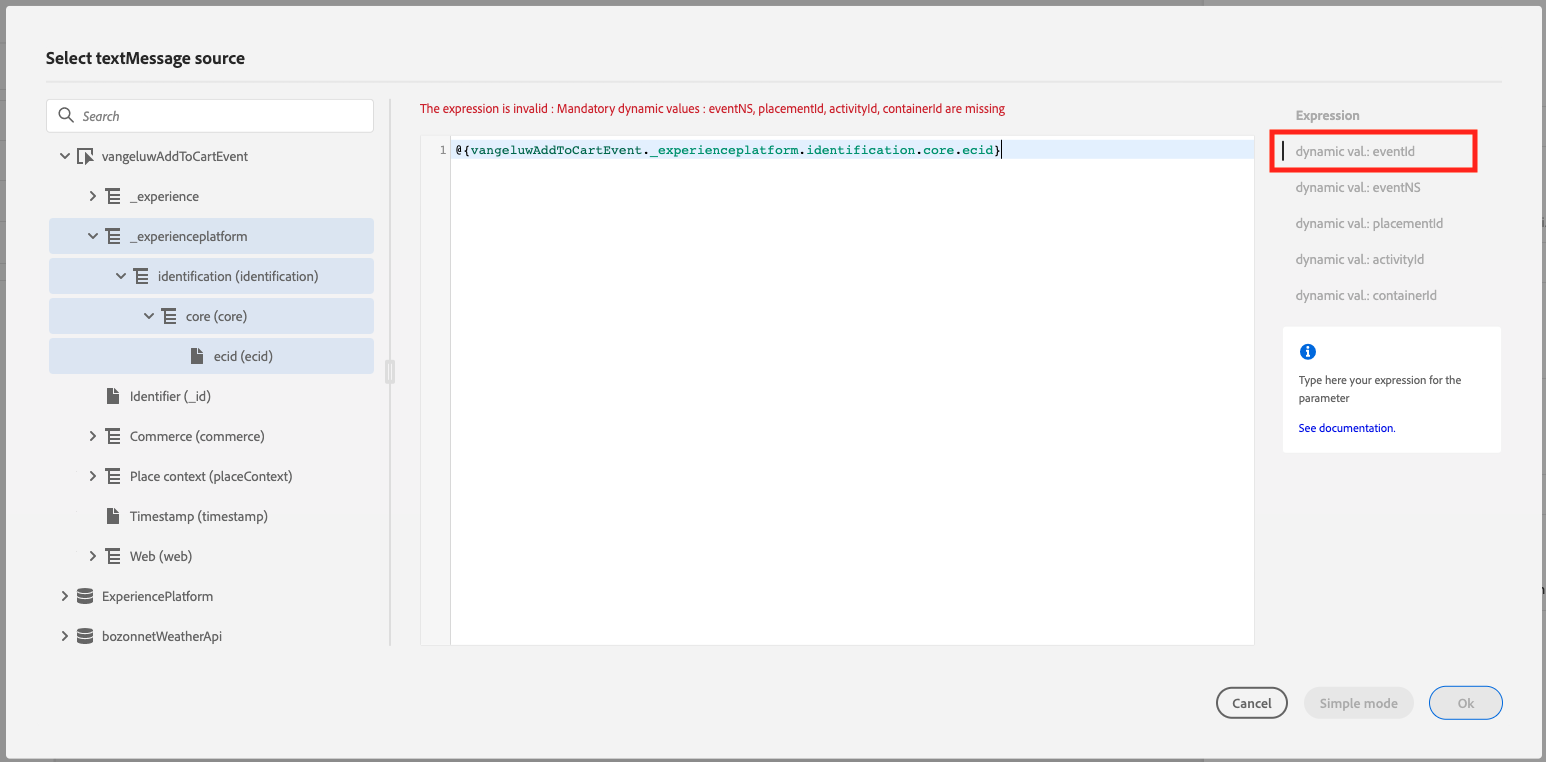 Select textMessage source
Search
vangeluwAddToCartEvent
_experience
_experienceplatform
identification (identification)
core (core)
ecid (ecid)
Identifier (_id)
Commerce (commerce)
Place context (placeContext)
Timestamp (timestamp)
Web (web)
ExperiencePlatform
bozonnetWeatherApi
The expression is invalid : Mandatory dynamic values : eventNS, placementId, activityId, containerId are missing
1 @{vangeluwAddToCartEvent._experienceplatform.identification.core.ecid}
Expression
dynamic val.: eventId
dynamic val.: eventNS
dynamic val.: placementId
dynamic val.: activityId
dynamic val.: containerId
Type here your expression for the
parameter
See documentation.
Cancel
Simple mode
Ok